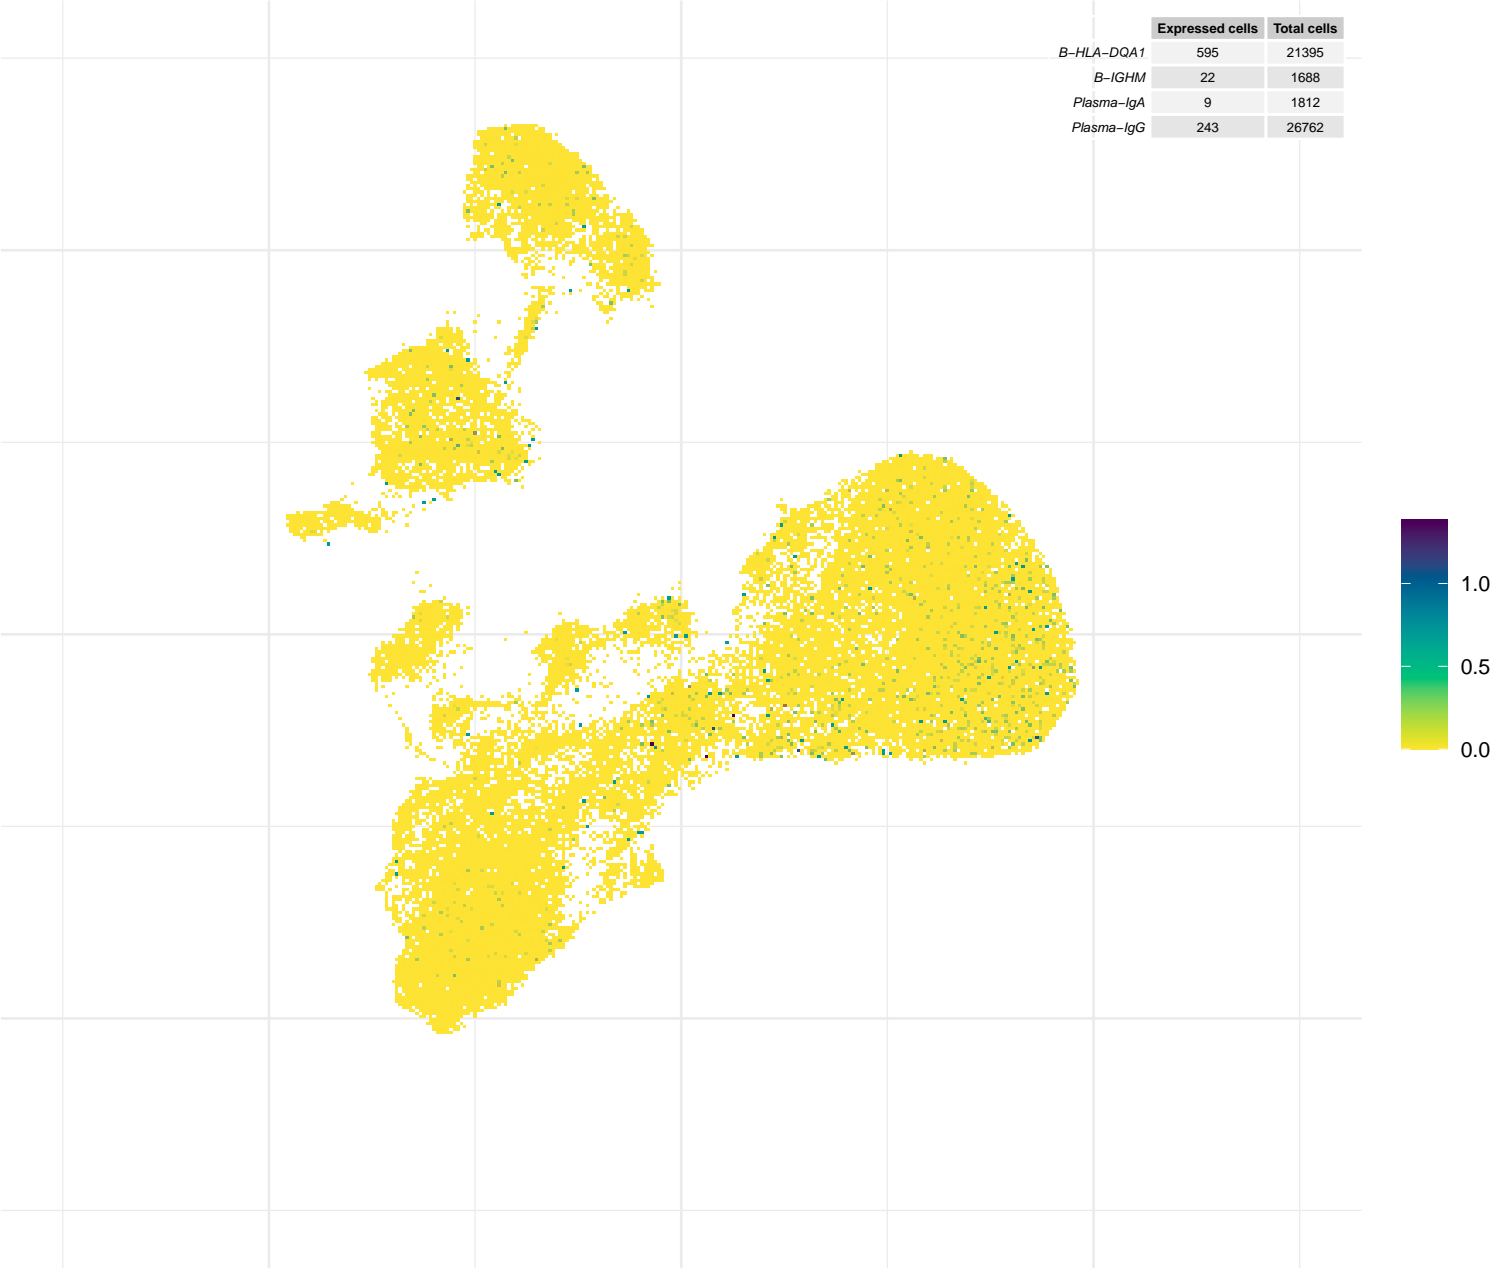 Expressed cells Total cells
B−HLA−DQA1 595 21395
B−IGHM 22 1688
Plasma−IgA 9 1812
Plasma−IgG 243 26762
1.0
0.5
0.0